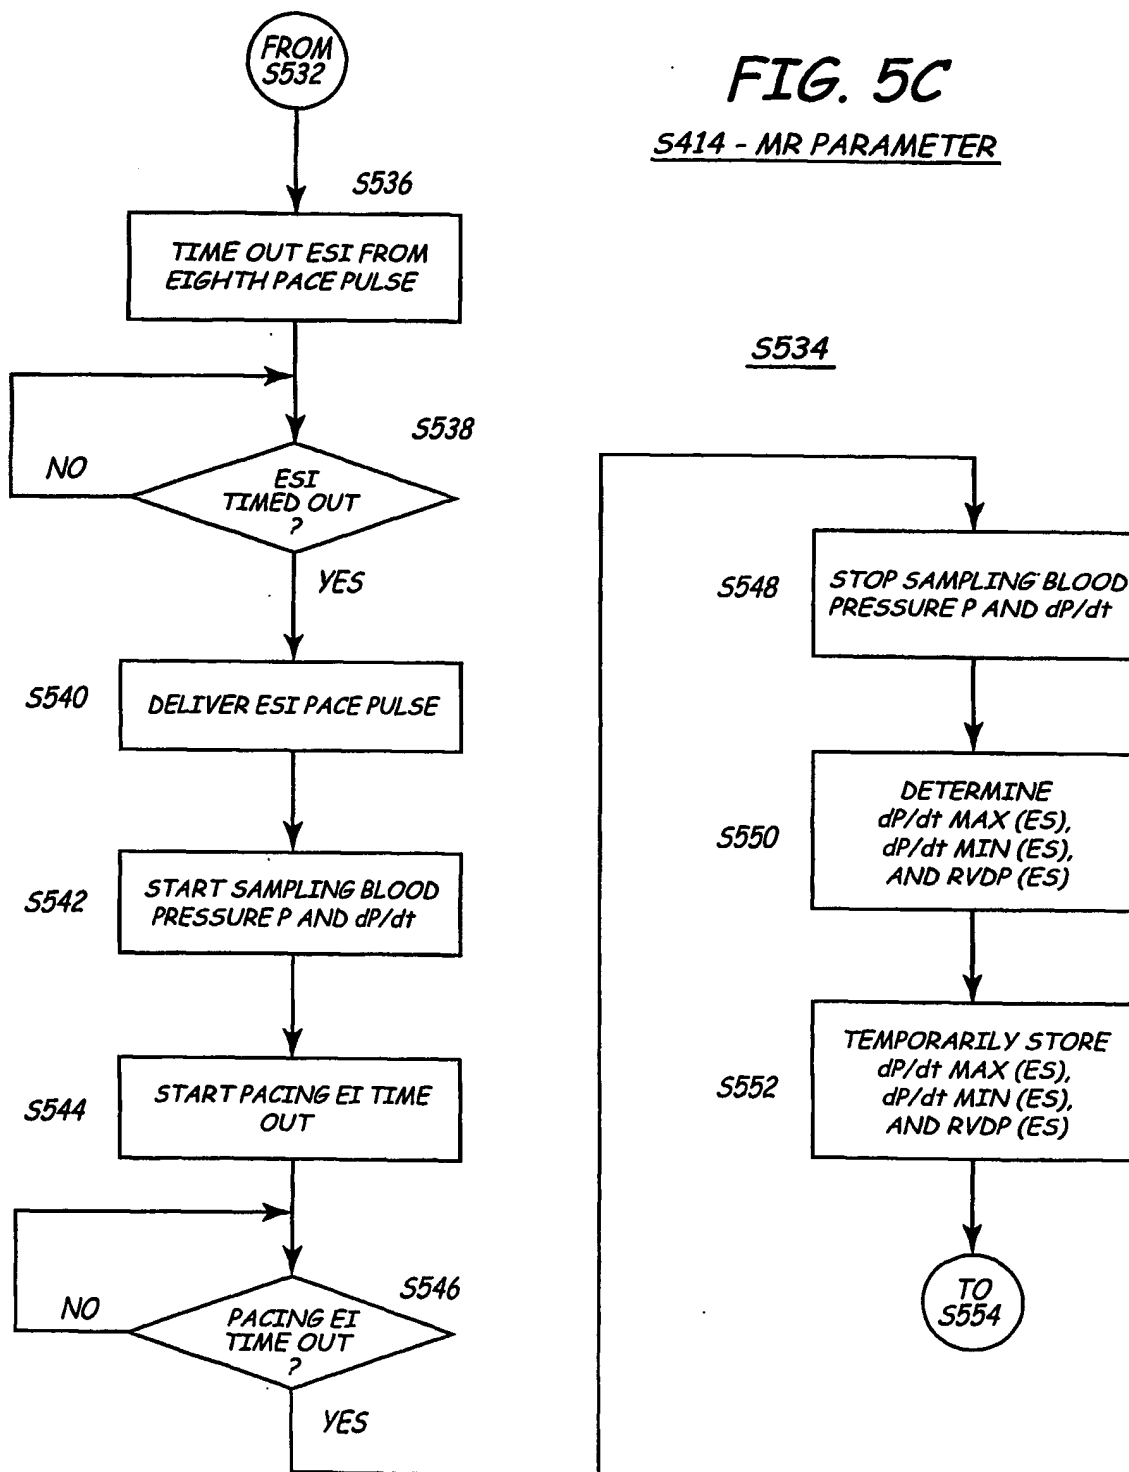 FROM
S532
FIG. 5C
S414 - MR PARAMETER
S536
TIME OUT ESI FROM
EIGHTH PACE PULSE
S534
S538
NO
ESI
TIMED OUT
?
YES
S540
DELIVER ESI PACE PULSE
S542
START SAMPLING BLOOD
PRESSURE P AND dP/dt
S544
START PACING EI TIME
OUT
S546
NO
PACING EI
TIME OUT
?
YES
S548
STOP SAMPLING BLOOD
PRESSURE P AND dP/dt
S550
DETERMINE
dP/dt MAX (ES),
dP/dt MIN (ES),
AND RVDP (ES)
S552
TEMPORARILY STORE
dP/dt MAX (ES),
dP/dt MIN (ES),
AND RVDP (ES)
TO
S554